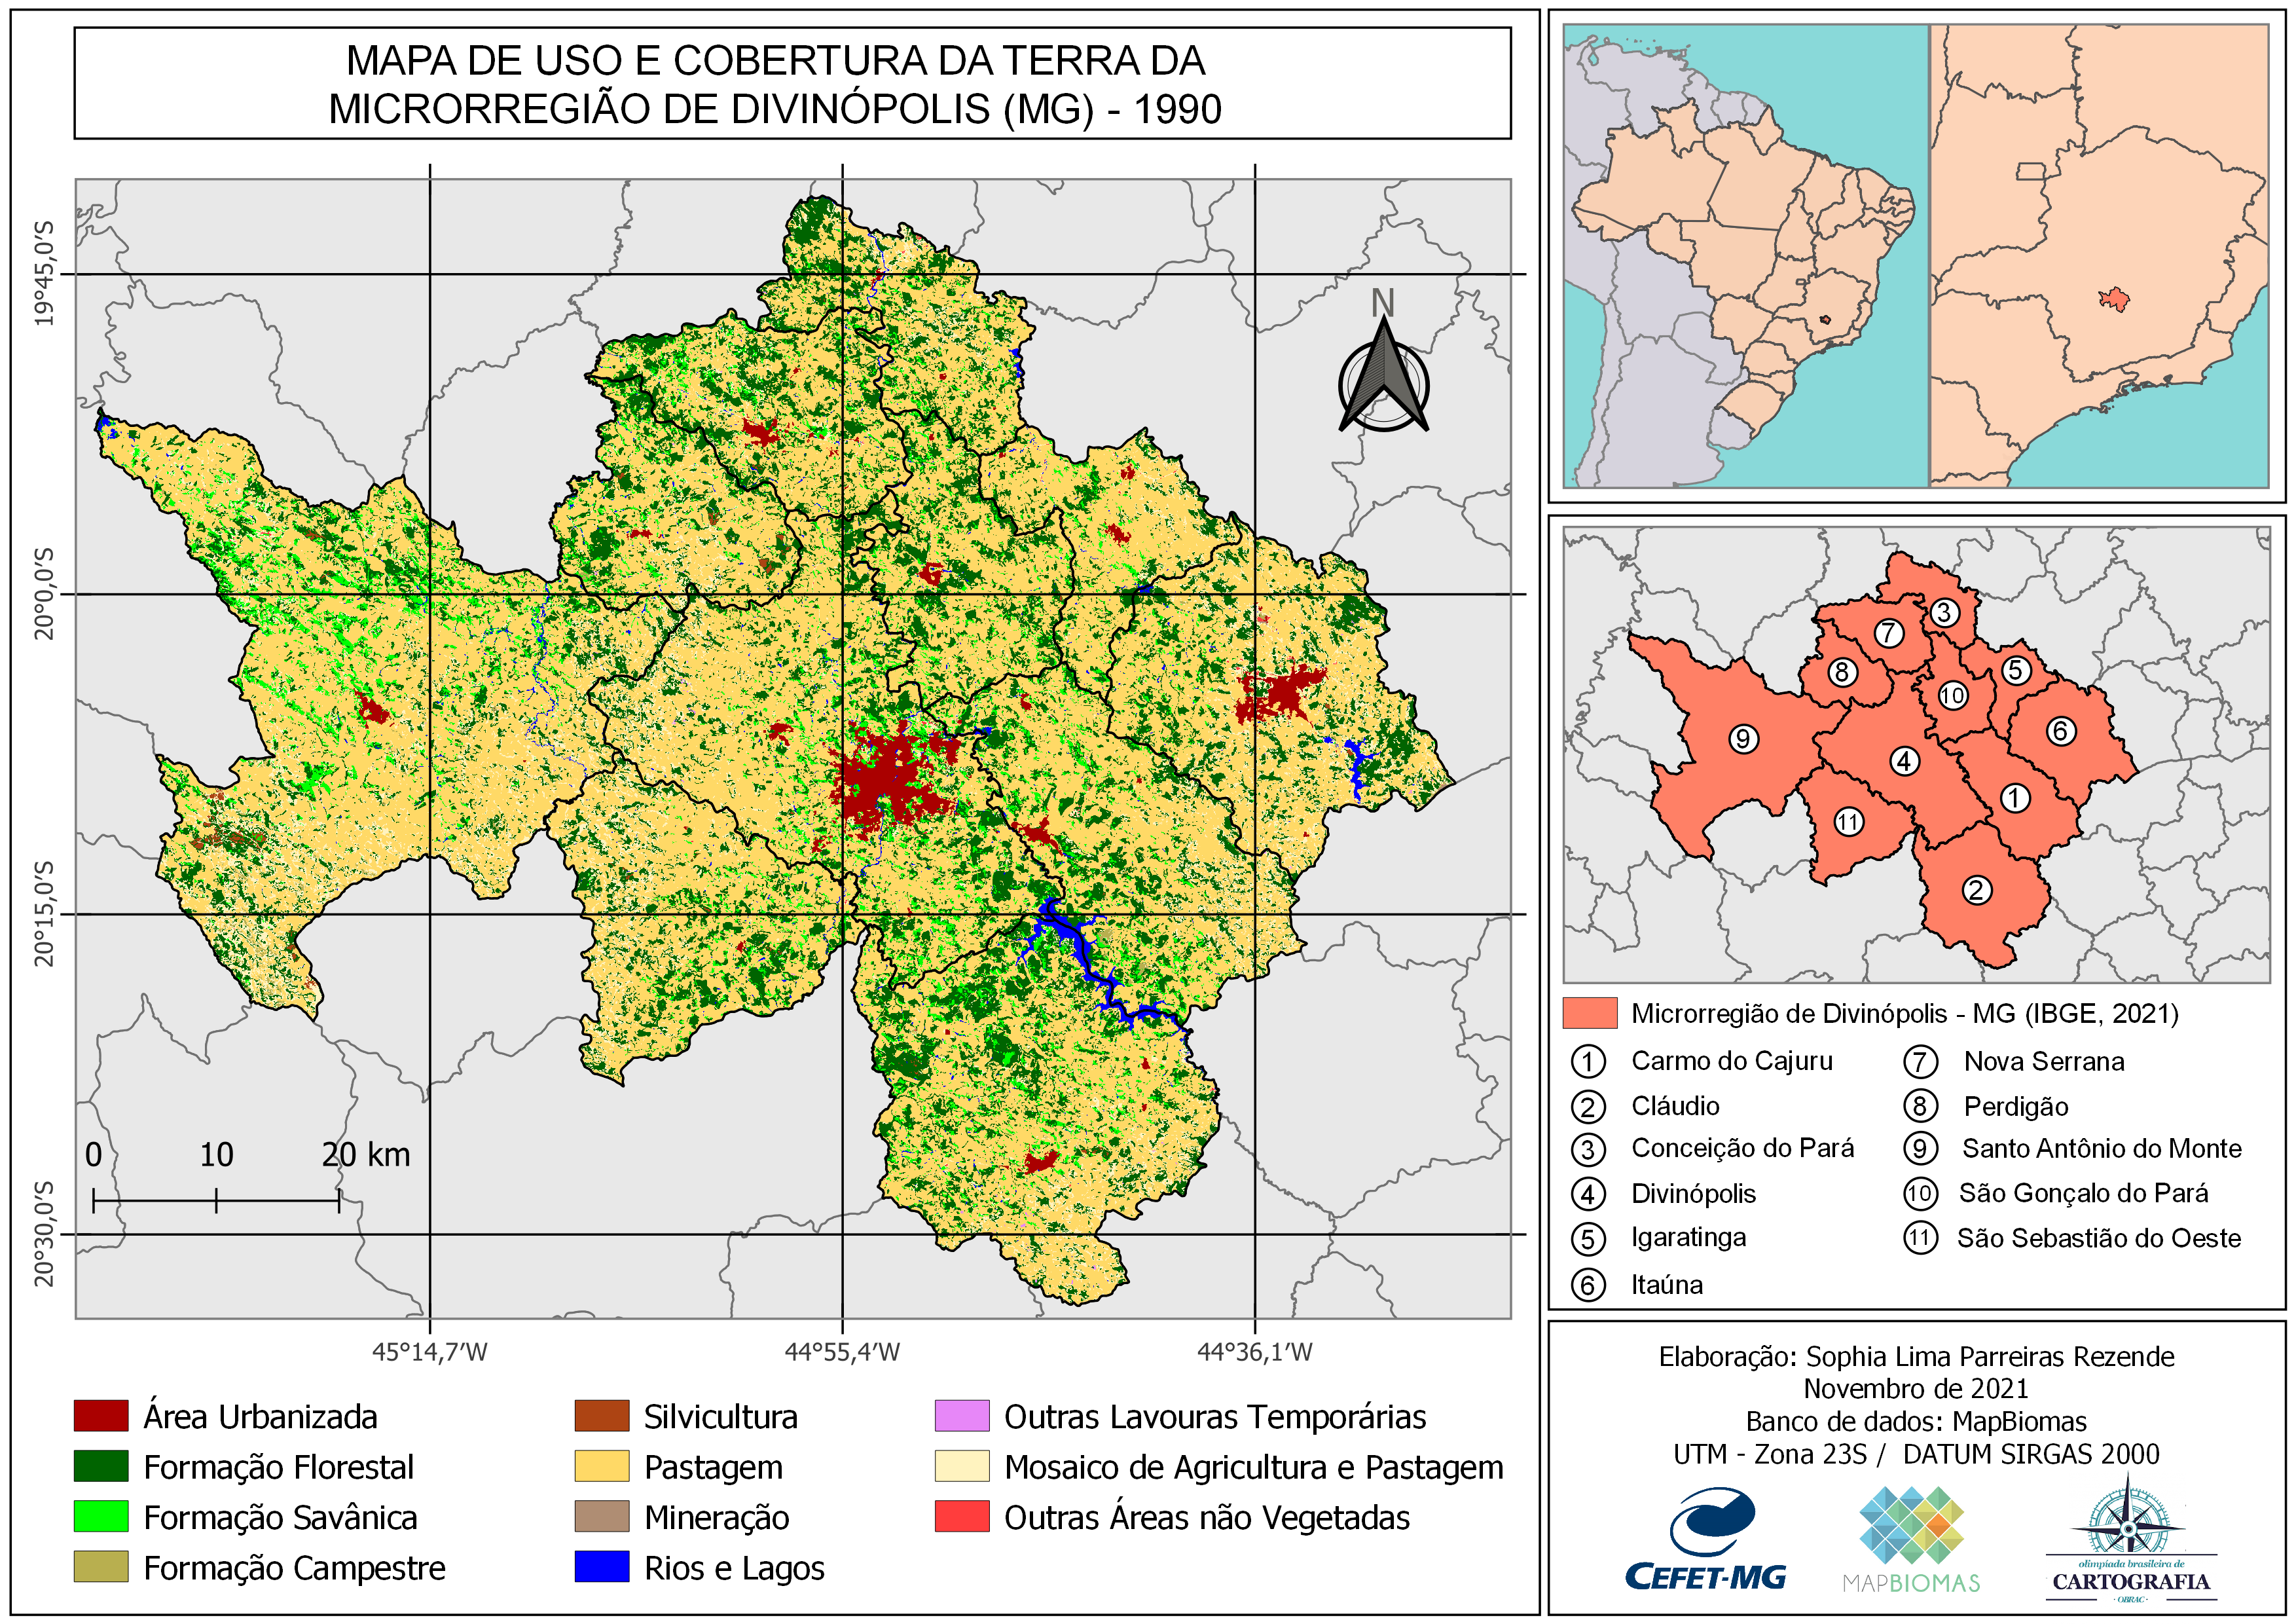 MAPA DE USO E COBERTURA DA TERRA DA
MICRORREGIÃO DE DIVINÓPOLIS (MG) - 1990
N
19°45,0'S
20°0,0'S
20°15,0'S
20°30,0'S
0 10 20 km
45°14,7'W 44°55,4'W 44°36,1'W
Área Urbanizada
Formação Florestal
Formação Savânica
Formação Campestre
Silvicultura
Pastagem
Mineração
Rios e Lagos
Outras Lavouras Temporárias
Mosaico de Agricultura e Pastagem
Outras Áreas não Vegetadas
3
7
8
5
10
6
9
4
1
11
2
Microrregião de Divinópolis - MG (IBGE, 2021)
1 Carmo do Cajuru
2 Cláudio
3 Conceição do Pará
4 Divinópolis
5 Igaratinga
6 Itaúna
7 Nova Serrana
8 Perdigão
9 Santo Antônio do Monte
10 São Gonçalo do Pará
11 São Sebastião do Oeste
Elaboração: Sophia Lima Parreiras Rezende
Novembro de 2021
Banco de dados: MapBiomas
UTM - Zona 23S / DATUM SIRGAS 2000
CEFET-MG
MAPBIOMAS
olimpíada brasileira de
CARTOGRAFIA
· OBRAC ·